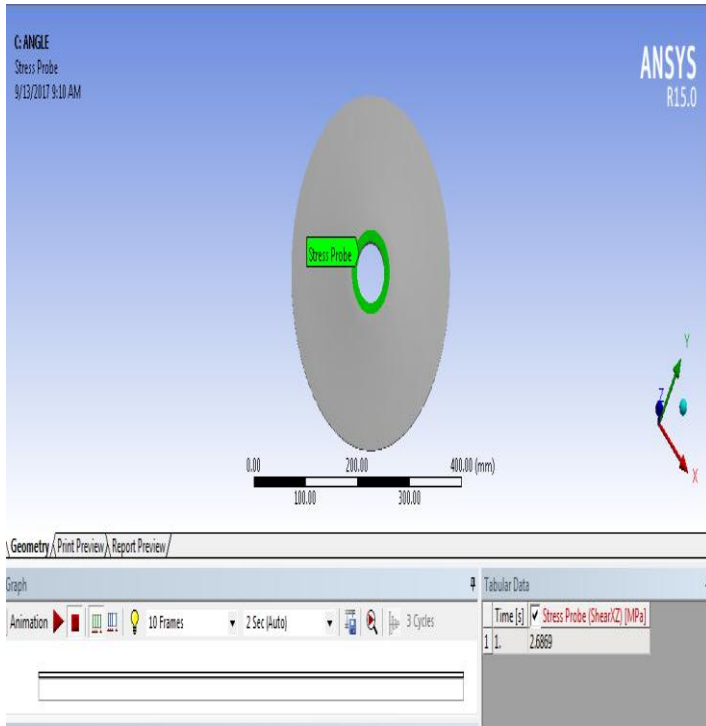 C: ANGLE
Stress Probe
9/13/2017 9:10 AM
ANSYS
R15.0
Stress Probe
Y
Z
X
0.00 200.00 400.00 (mm)
100.00 300.00
Geometry Print Preview Report Preview
Graph
Animation 10 Frames 2 Sec (Auto) 3 Cycles
Tabular Data
Time [s] Stress Probe (ShearXZ) [MPa]
1 1. 2.6869